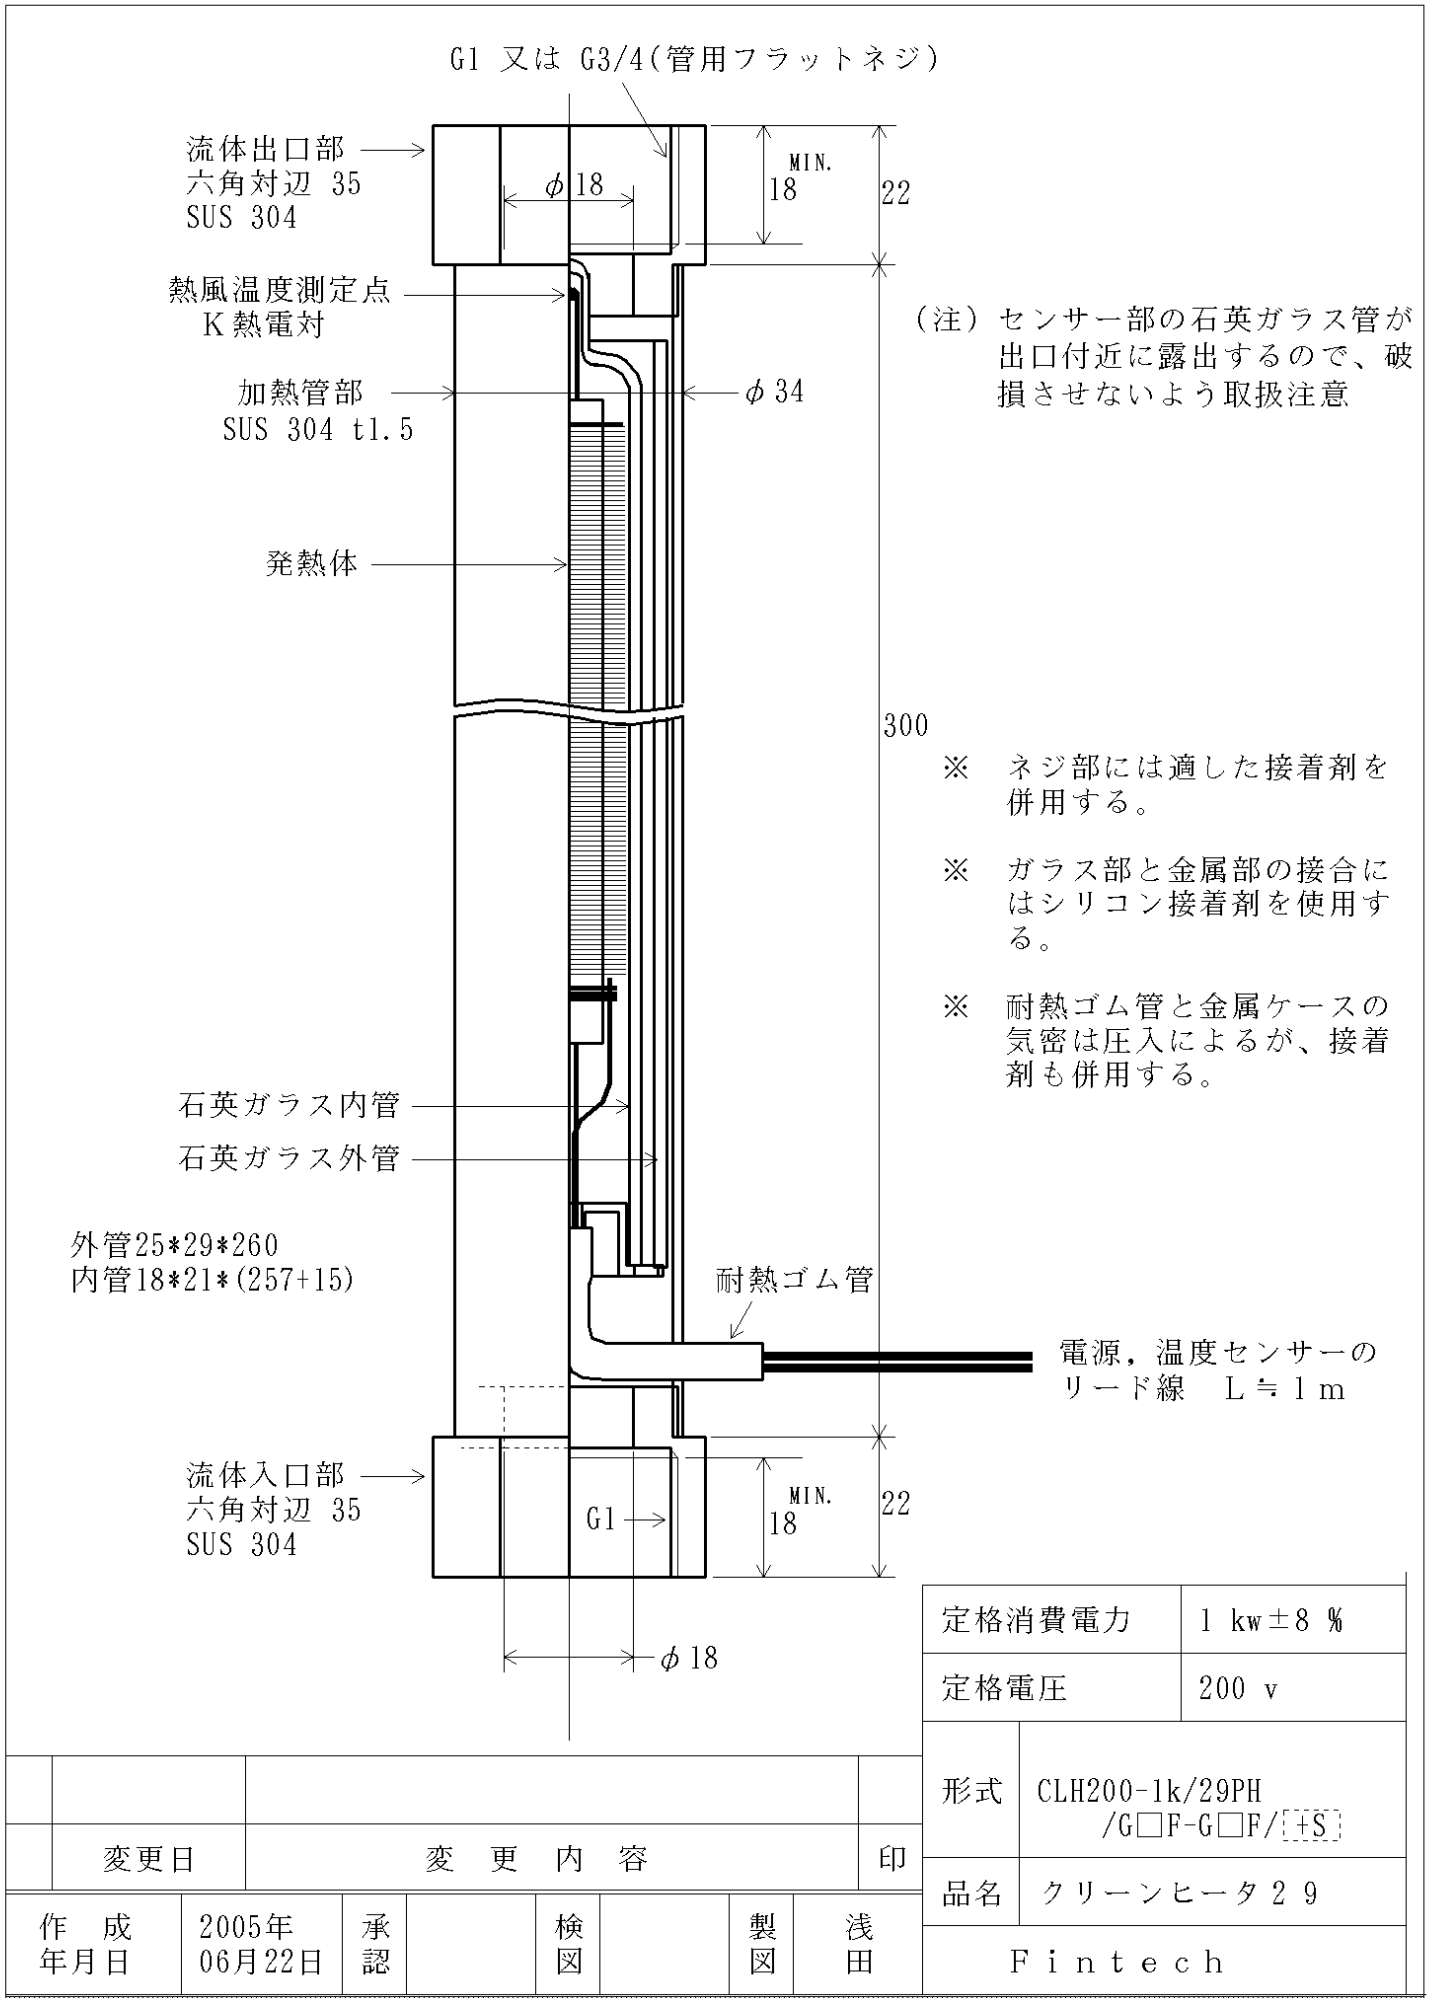 G1 又は G3/4(管用フラットネジ)
流体出口部
六角対辺 35
SUS 304
φ18
MIN.
18
22
熱風温度測定点
K熱電対
(注) センサー部の石英ガラス管が
出口付近に露出するので、破
損させないよう取扱注意
加熱管部
SUS 304 t1.5
φ34
発熱体
300
※ ネジ部には適した接着剤を
併用する。
※ ガラス部と金属部の接合に
はシリコン接着剤を使用す
る。
※ 耐熱ゴム管と金属ケースの
気密は圧入によるが、接着
剤も併用する。
石英ガラス内管
石英ガラス外管
外管25*29*260
内管18*21*(257+15)
耐熱ゴム管
電源,温度センサーの
リード線 L≒1m
流体入口部
六角対辺 35
SUS 304
G1
MIN.
18
22
φ18
定格消費電力 1 kw±8 %
定格電圧 200 v
形式 CLH200-1k/29PH
/G□F-G□F/+S
品名 クリーンヒータ29
Fintech
変更日 変更内容 印
作成
年月日
2005年
06月22日
承認
検図
製図
浅田